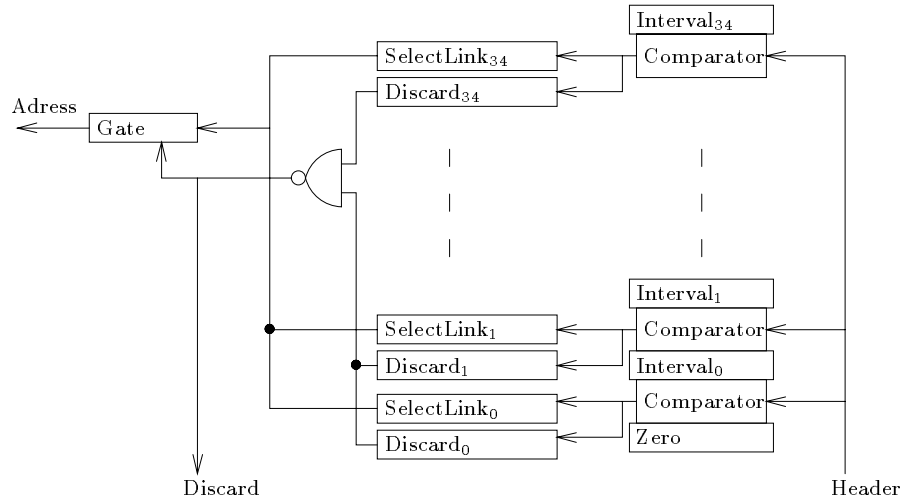 Interval34
SelectLink34
Comparator
Discard34
Adress
Gate
Interval1
SelectLink1
Comparator
Discard1
Interval0
SelectLink0
Comparator
Discard0
Zero
Discard
Header